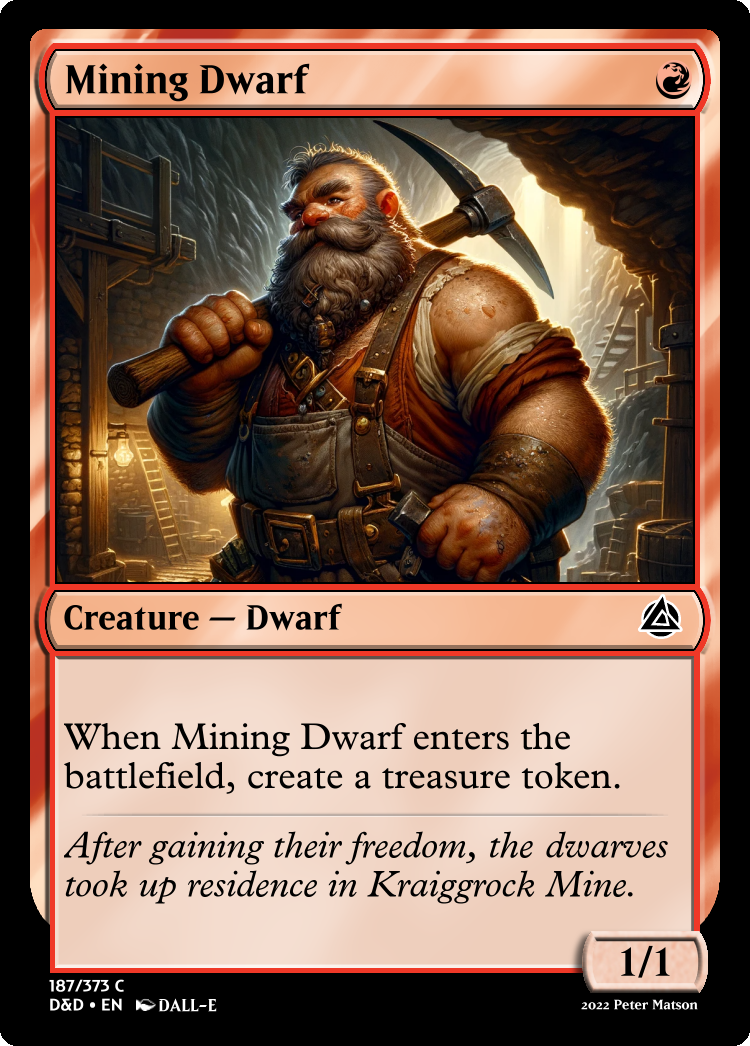 Mining Dwarf
Creature — Dwarf
When Mining Dwarf enters the
battlefield, create a treasure token.
After gaining their freedom, the dwarves
took up residence in Kraiggrock Mine.
1/1
187/373 C
D&D • EN DALL-E
2022 Peter Matson